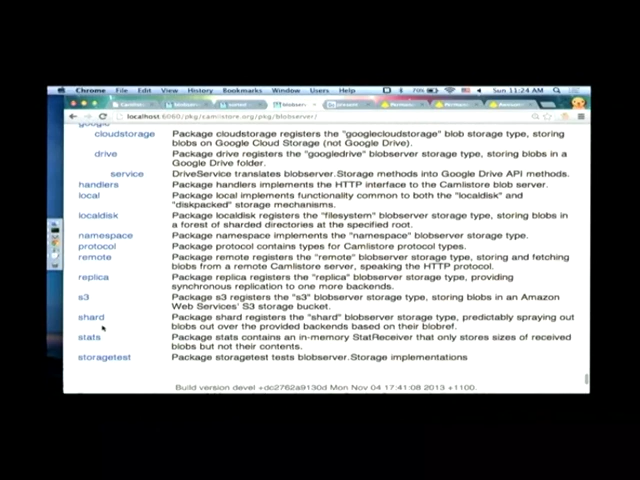 Chrome File Edit View History Bookmarks Window Users Help
70% Sun 11:24 AM
localhost:6060/pkg/camlistore.org/pkg/blobserver/
google
cloudstorage Package cloudstorage registers the "googlecloudstorage" blob storage type, storing
blobs on Google Cloud Storage (not Google Drive).
drive Package drive registers the "googledrive" blobserver storage type, storing blobs in a
Google Drive folder.
service DriveService translates blobserver.Storage methods into Google Drive API methods.
handlers Package handlers implements the HTTP interface to the Camlistore blob server.
local Package local implements functionality common to both the "localdisk" and
"diskpacked" storage mechanisms.
localdisk Package localdisk registers the "filesystem" blobserver storage type, storing blobs in
a forest of sharded directories at the specified root.
namespace Package namespace implements the "namespace" blobserver storage type.
protocol Package protocol contains types for Camlistore protocol types.
remote Package remote registers the "remote" blobserver storage type, storing and fetching
blobs from a remote Camlistore server, speaking the HTTP protocol.
replica Package replica registers the "replica" blobserver storage type, providing
synchronous replication to one more backends.
s3 Package s3 registers the "s3" blobserver storage type, storing blobs in an Amazon
Web Services' S3 storage bucket.
shard Package shard registers the "shard" blobserver storage type, predictably spraying out
blobs out over the provided backends based on their blobref.
stats Package stats contains an in-memory StatReceiver that only stores sizes of received
blobs but not their contents.
storagetest Package storagetest tests blobserver.Storage implementations
Build version devel +dc2762a9130d Mon Nov 04 17:41:08 2013 +1100.